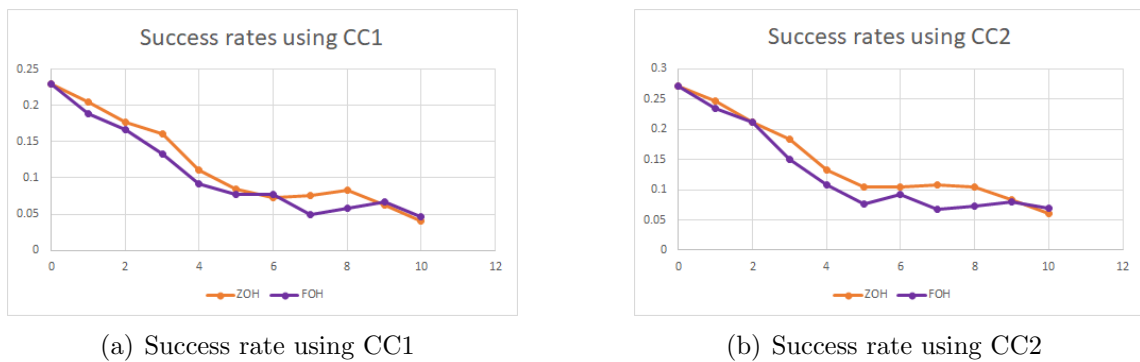 Success rates using CC1
0.25
0.2
0.15
0.1
0.05
0
0 2 4 6 8 10 12
ZOH FOH
(a) Success rate using CC1
Success rates using CC2
0.3
0.25
0.2
0.15
0.1
0.05
0
0 2 4 6 8 10 12
ZOH FOH
(b) Success rate using CC2